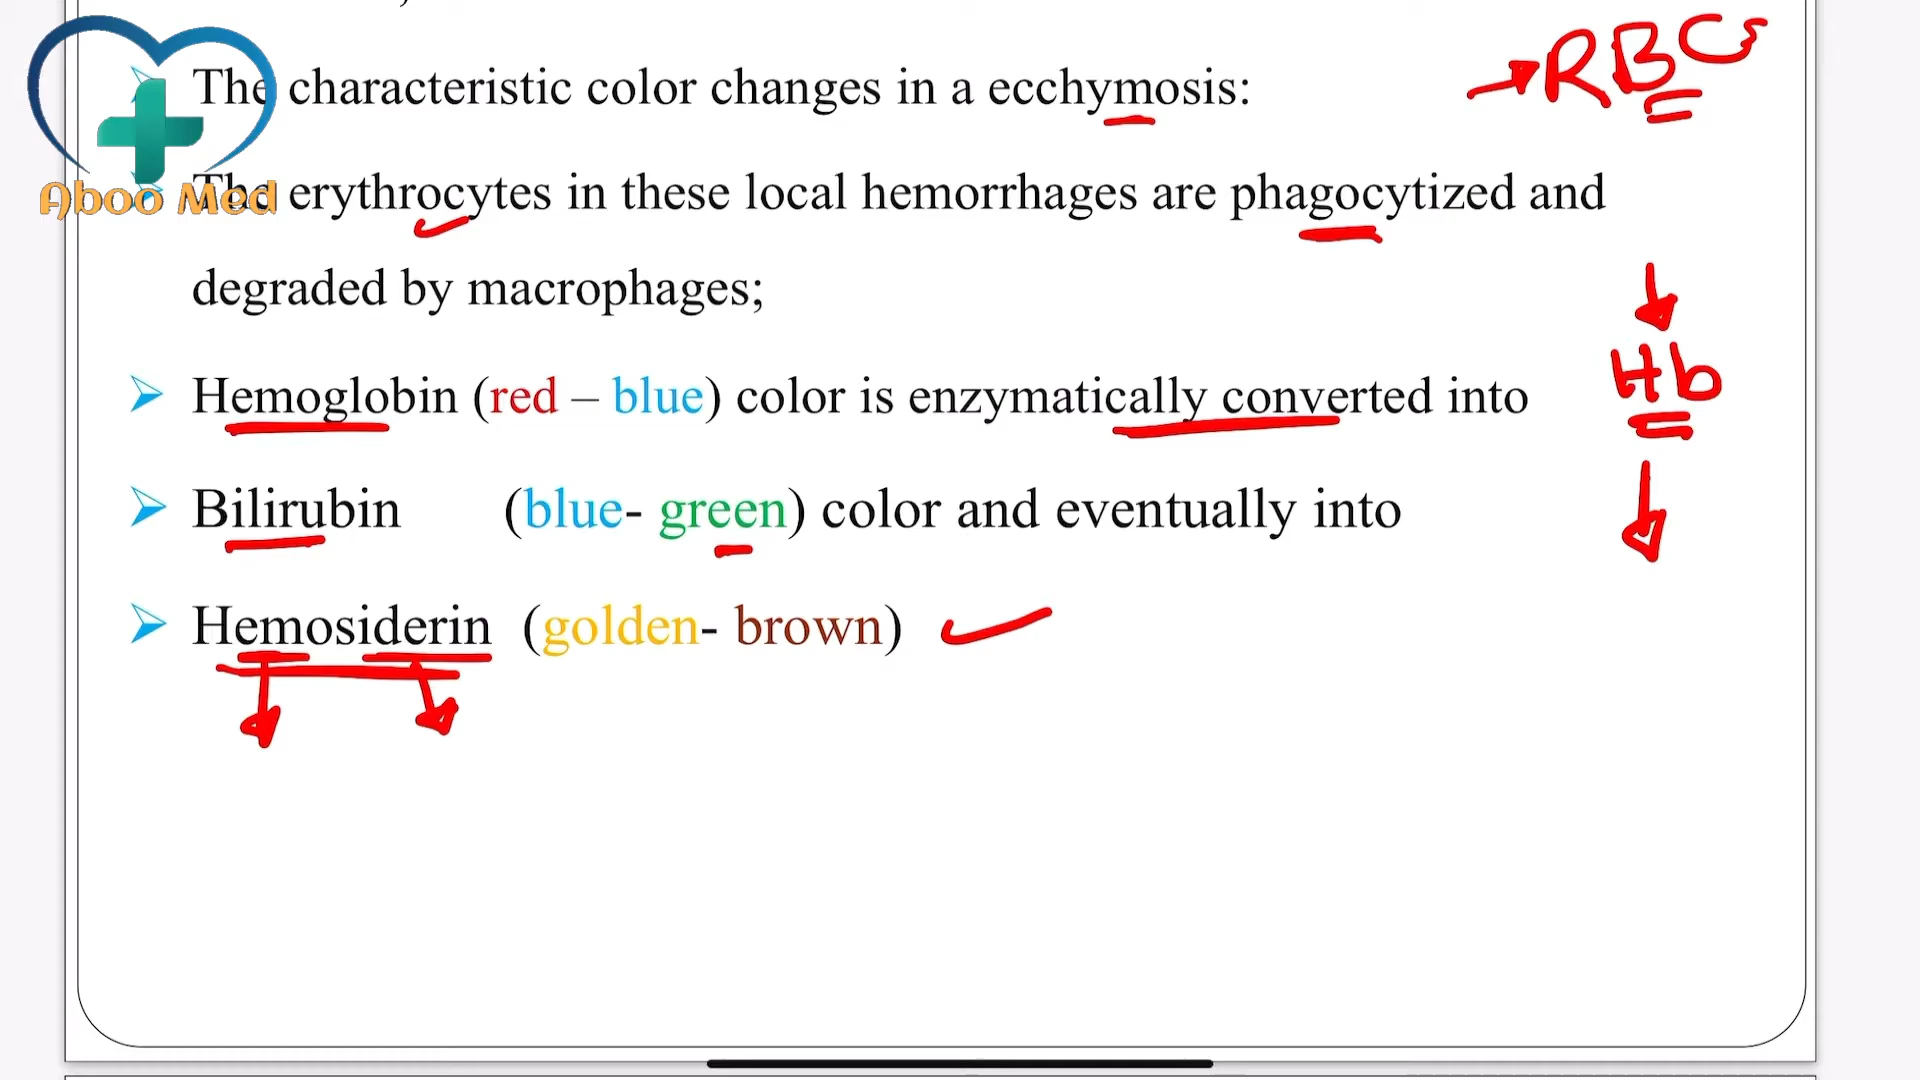 The characteristic color changes in a ecchymosis:
RBCs
The erythrocytes in these local hemorrhages are phagocytized and
Aboo Med
degraded by macrophages;
Hemoglobin (red – blue) color is enzymatically converted into
Hb
Bilirubin (blue- green) color and eventually into
Hemosiderin (golden- brown)